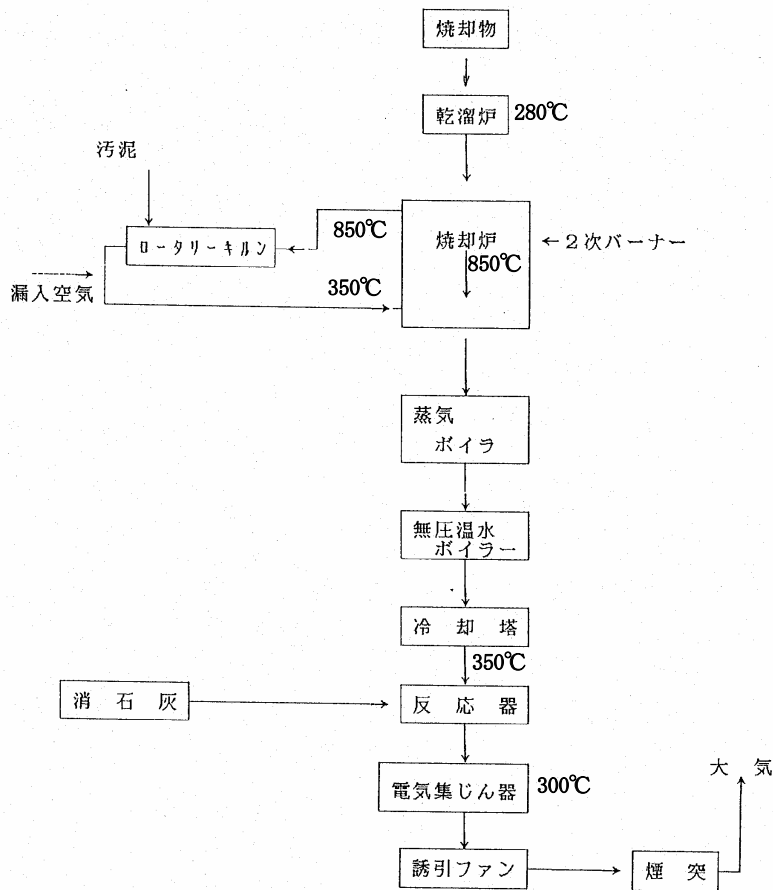 焼却物
乾溜炉
280℃
汚泥
ロータリーキルン
850℃
焼却炉
←2次バーナー
850℃
350℃
漏入空気
蒸気
ボイラ
無圧温水
ボイラー
冷却塔
350℃
消石灰
反応器
大気
電気集じん器
300℃
誘引ファン
煙突